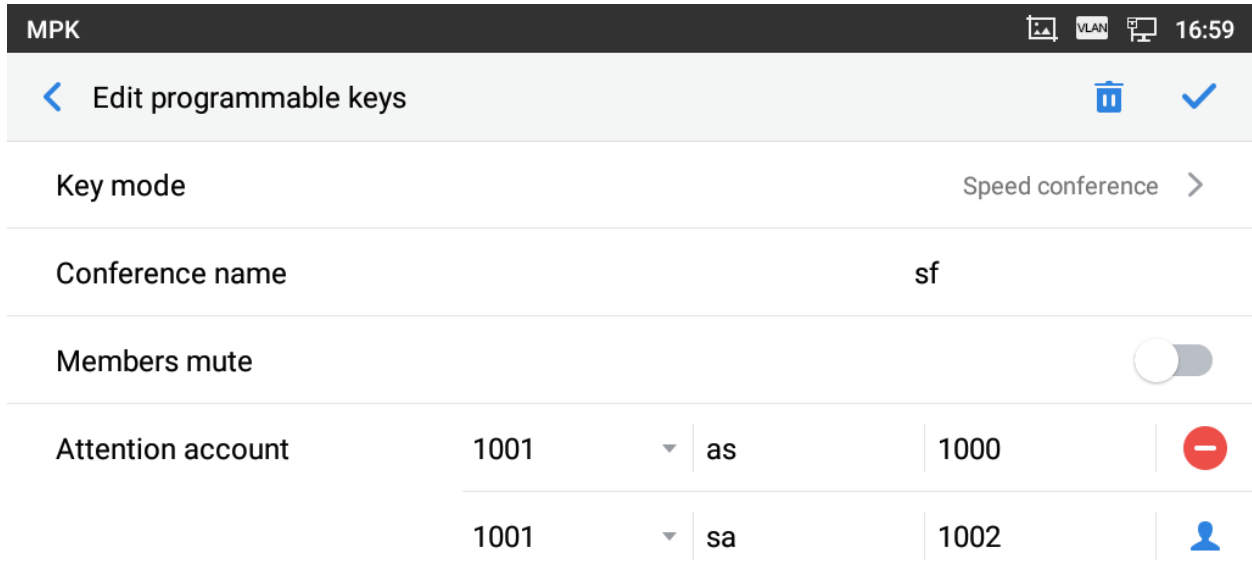 MPK VLAN 16:59
Edit programmable keys
Key mode Speed conference
Conference name sf
Members mute
Attention account 1001 as 1000
1001 sa 1002